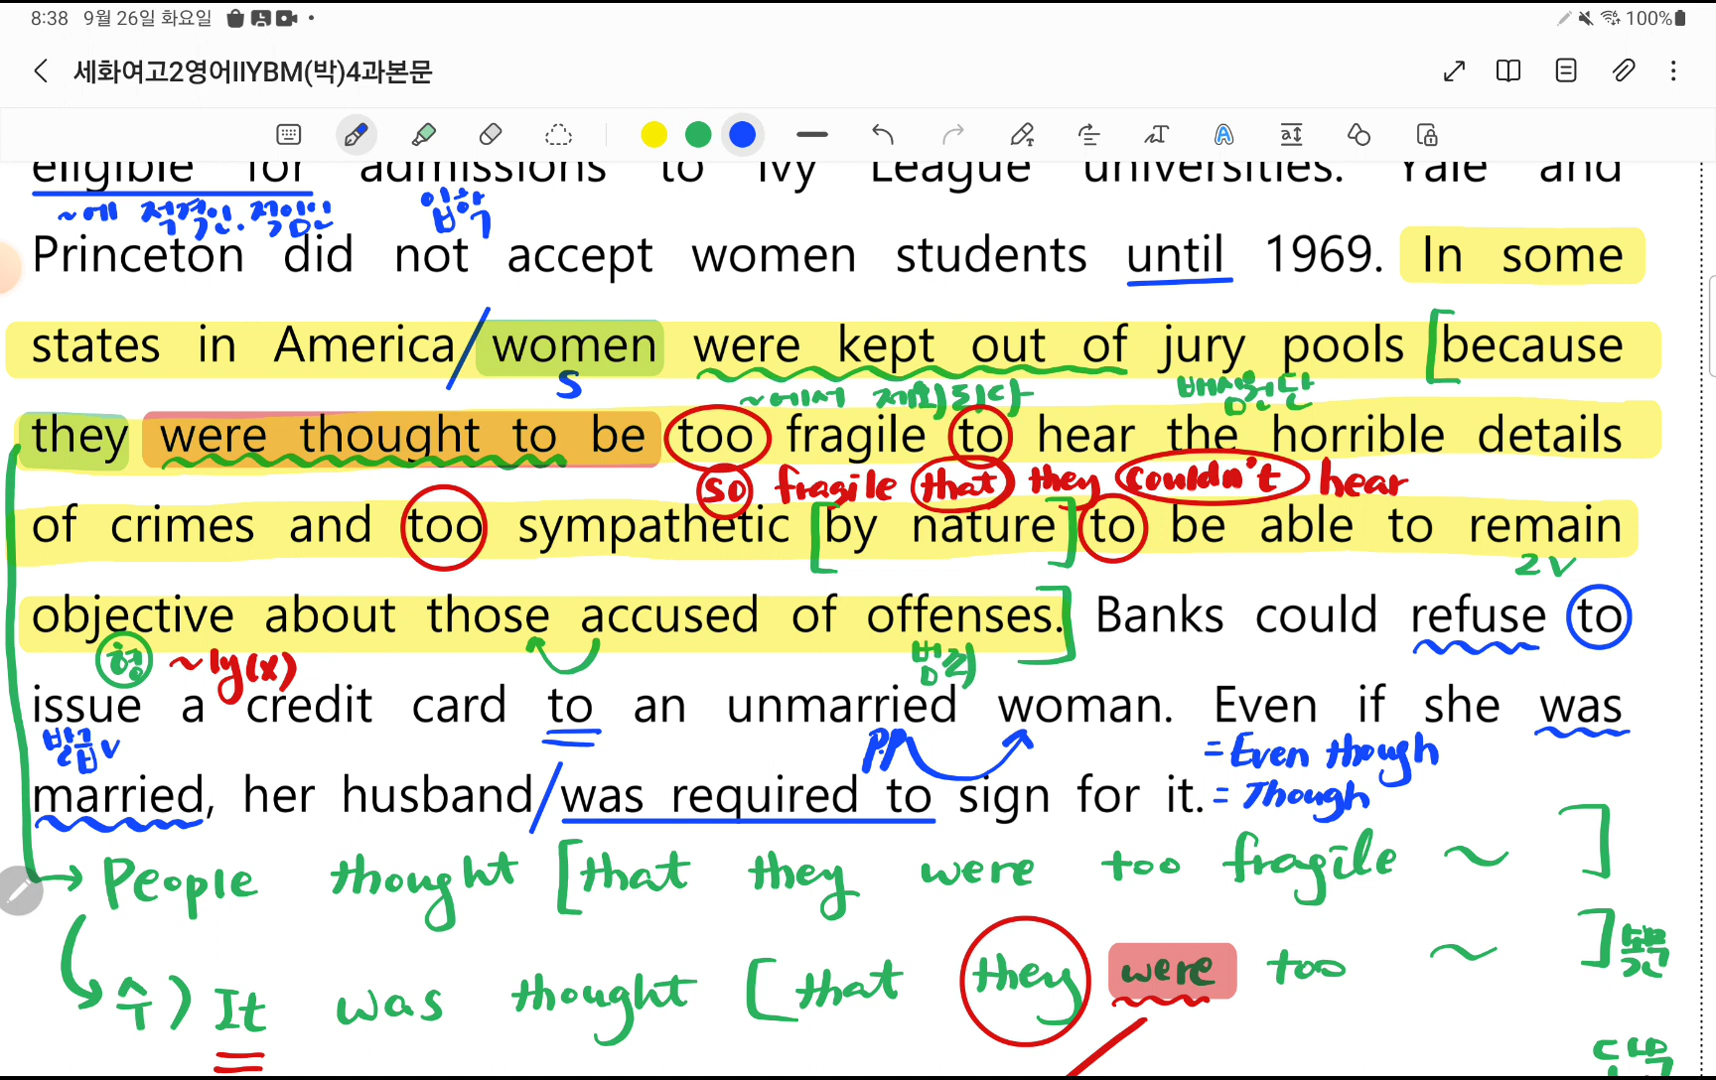 8:38 9월 26일 화요일 100%
세화여고2영어IIYBM(박)4과본문
eligible for admissions to Ivy League universities. Yale and
~에 적격인. 적임인 입학
Princeton did not accept women students until 1969. In some
states in America / women were kept out of jury pools [because
S ~에서 제외되다 배심원단
they were thought to be too fragile to hear the horrible details
so fragile that they couldn't hear
of crimes and too sympathetic [by nature] to be able to remain
2V
objective about those accused of offenses.] Banks could refuse to
형 ~ly(x) 범죄
issue a credit card to an unmarried woman. Even if she was
발급 V P.P = Even though
married, her husband / was required to sign for it. = Though
→ People thought [that they were too fragile ~ ]
수) It was thought [that they were too ~ ]